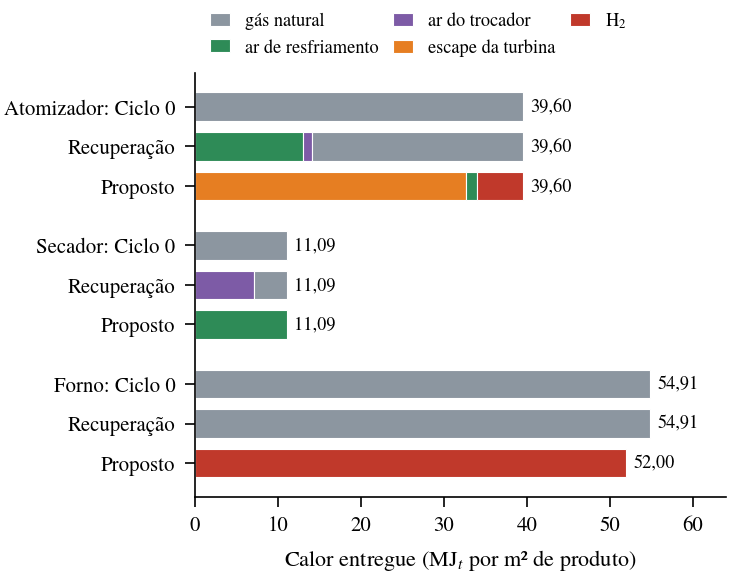 gás natural
ar do trocador
H₂
ar de resfriamento
escape da turbina
Atomizador: Ciclo 0
39,60
Recuperação
39,60
Proposto
39,60
Secador: Ciclo 0
11,09
Recuperação
11,09
Proposto
11,09
Forno: Ciclo 0
54,91
Recuperação
54,91
Proposto
52,00
0
10
20
30
40
50
60
Calor entregue (MJₜ por m² de produto)